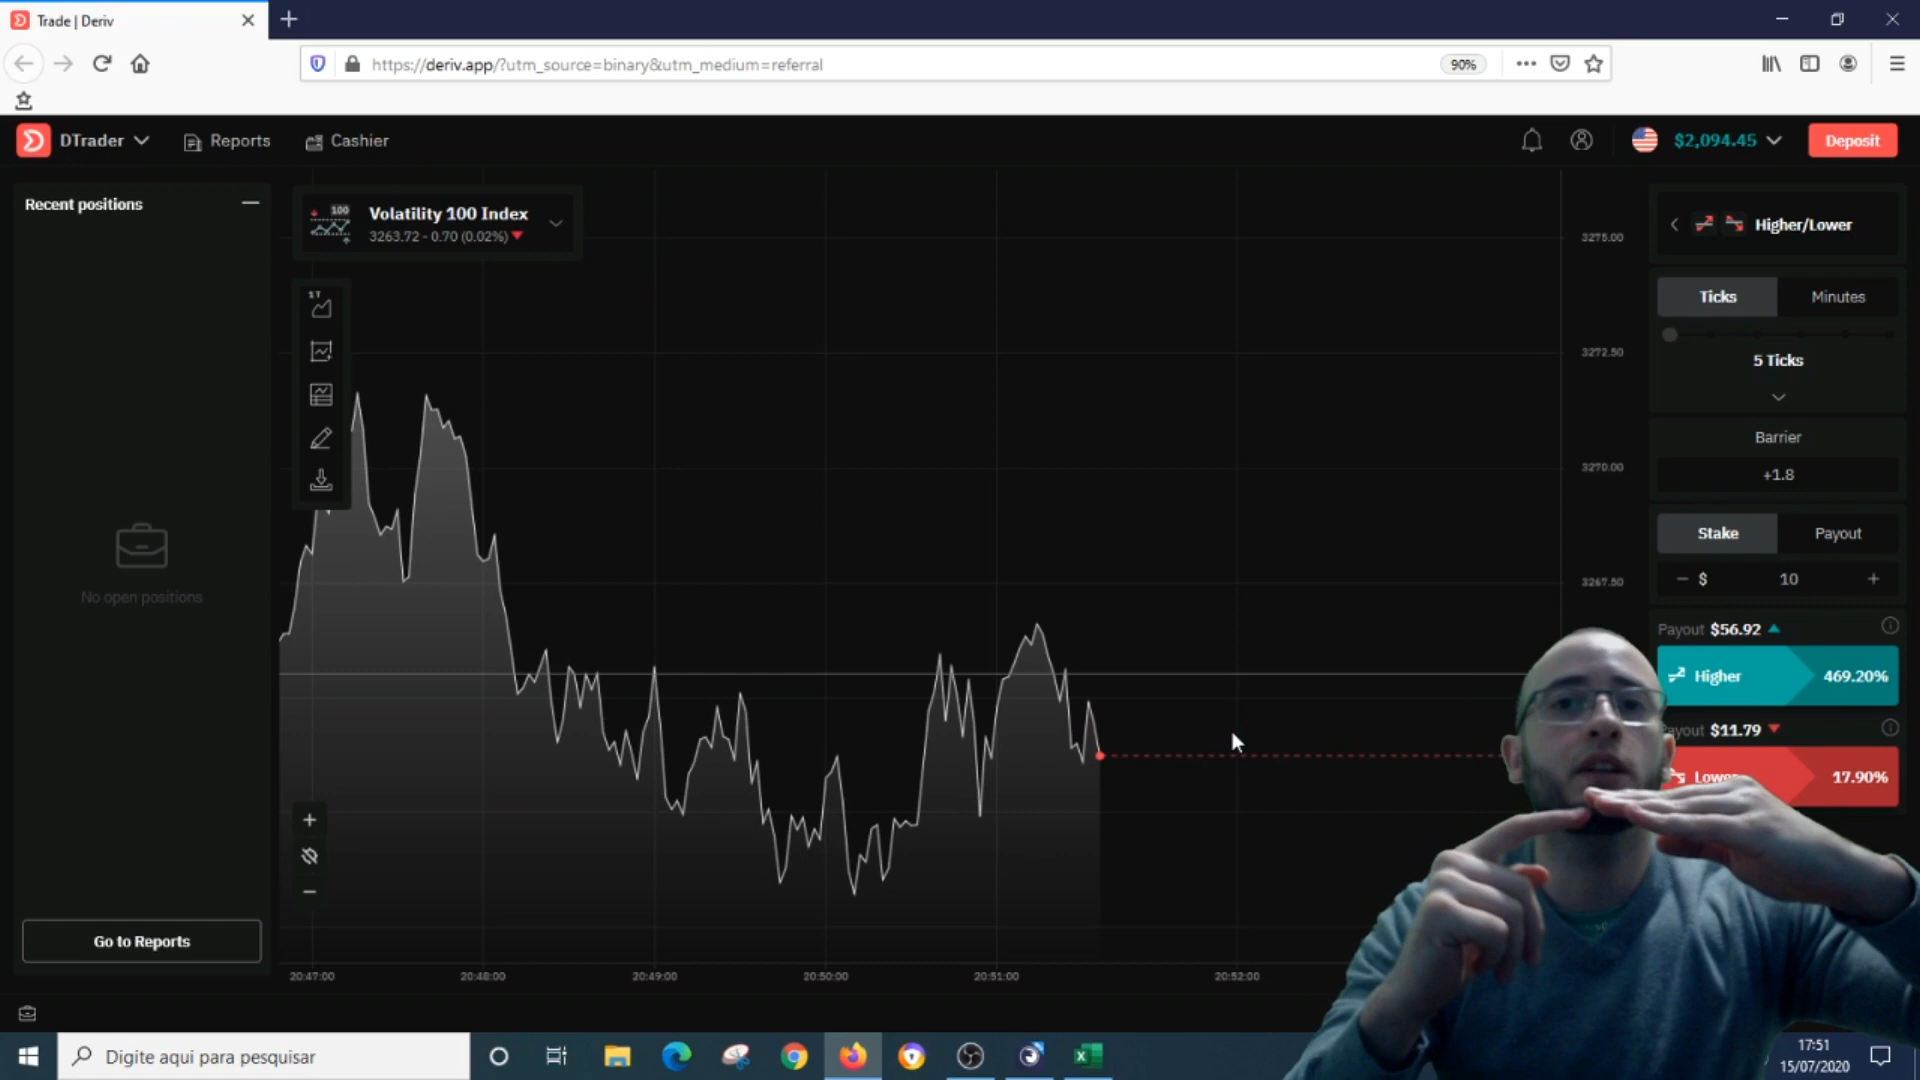 Trade | Deriv
https://deriv.app/?utm_source=binary&utm_medium=referral
90%
DTrader
Reports
Cashier
$2,094.45
Deposit
Recent positions
100
Volatility 100 Index
3263.72 - 0.70 (0.02%)
Higher/Lower
3275.00
1T
Ticks
Minutes
3272.50
5 Ticks
Barrier
3270.00
+1.8
Stake
Payout
3267.50
$
10
No open positions
Payout $56.92
Higher
469.20%
Payout $11.79
Lower
17.90%
Go to Reports
20:47:00
20:48:00
20:49:00
20:50:00
20:51:00
20:52:00
Digite aqui para pesquisar
17:51
15/07/2020